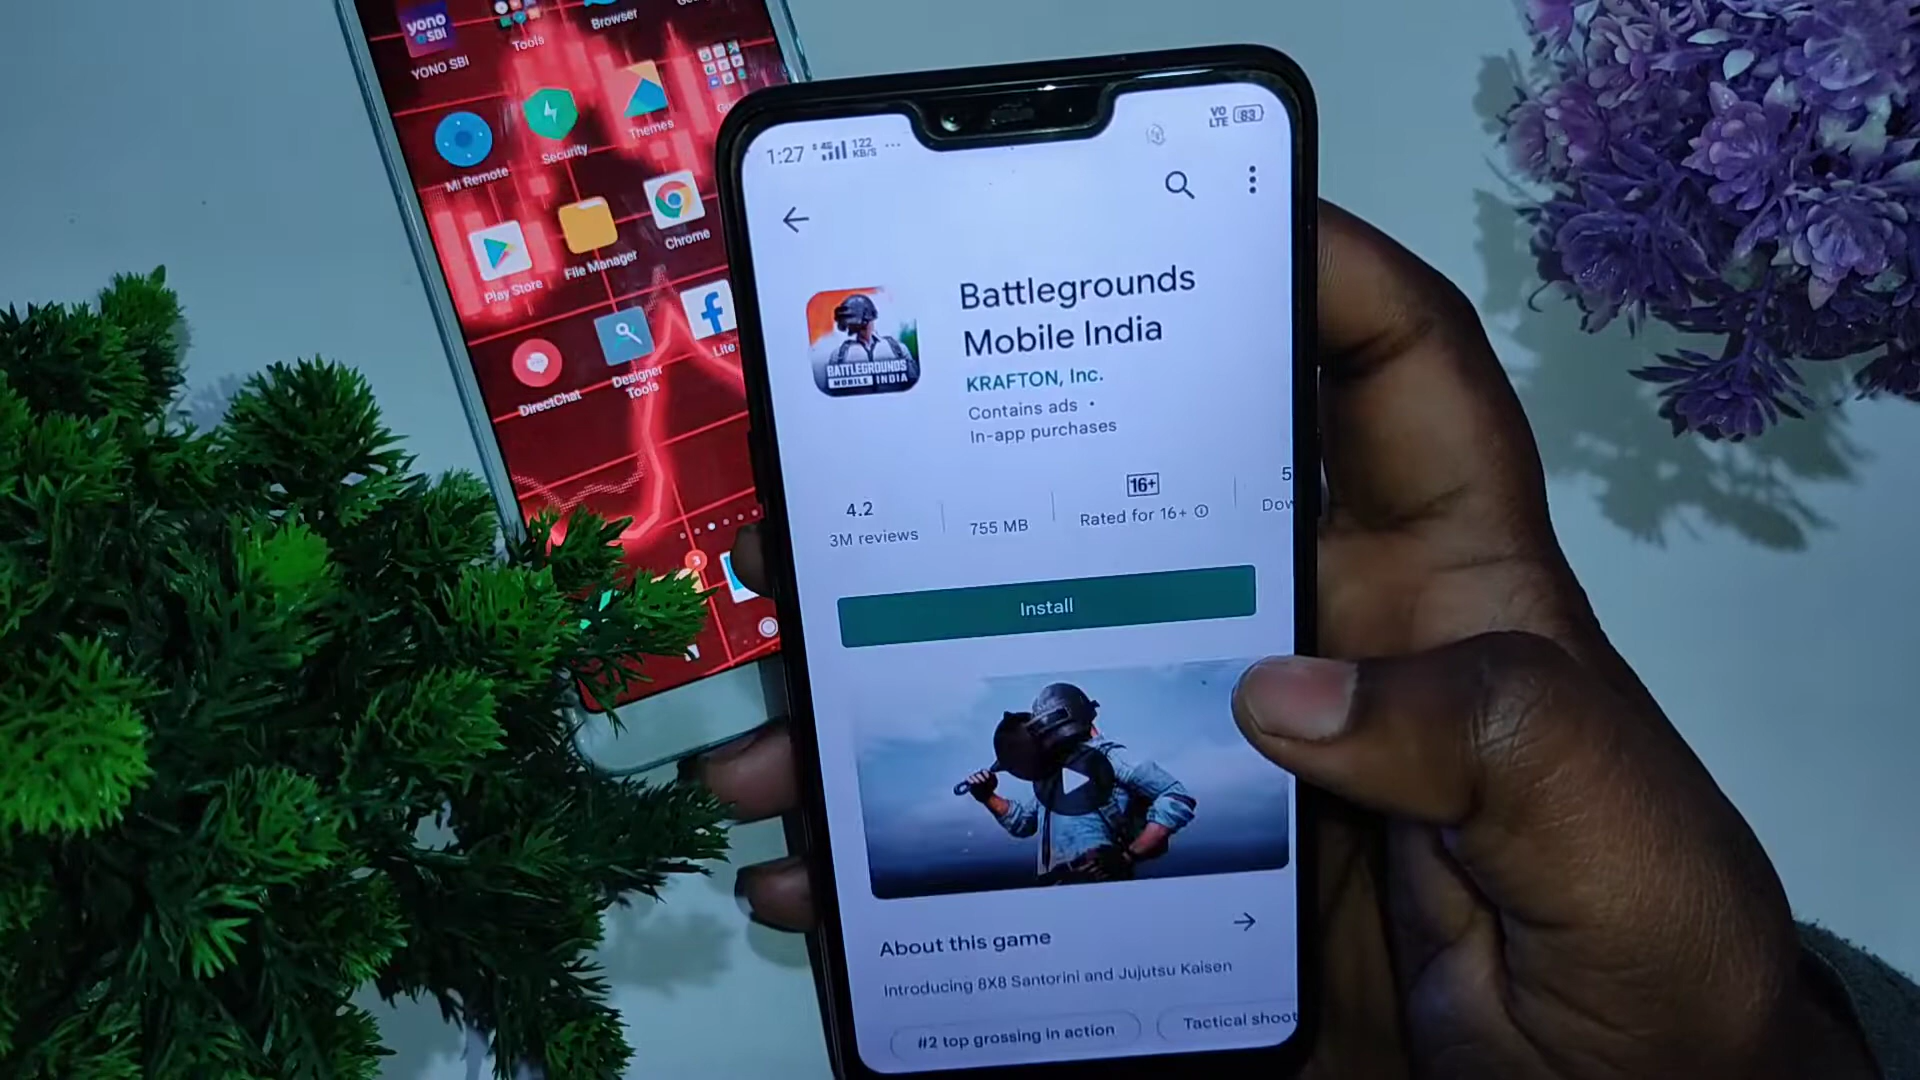 yono
SBI
YONO SBI
Tools
Browser
Mi Remote
Security
Themes
Play Store
File Manager
Chrome
DirectChat
Designer
Tools
Lite
3
1:27 4G 122
KB/S ...
VO
LTE 83
Battlegrounds
Mobile India
KRAFTON, Inc.
Contains ads •
In-app purchases
BATTLEGROUNDS
MOBILE INDIA
4.2
3M reviews
755 MB
16+
Rated for 16+
5
Dow
Install
About this game
Introducing 8X8 Santorini and Jujutsu Kaisen
#2 top grossing in action
Tactical shoot